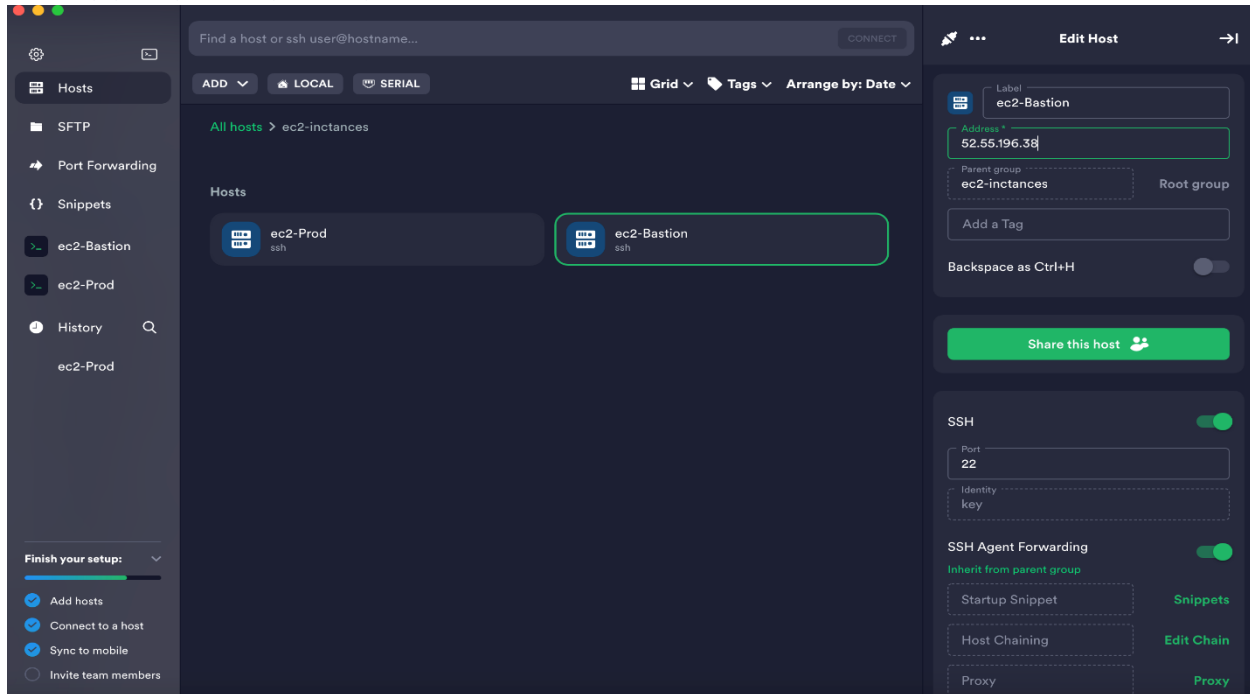 Hosts
SFTP
Port Forwarding
{} Snippets
>_ ec2-Bastion
>_ ec2-Prod
History
ec2-Prod
Finish your setup:
Add hosts
Connect to a host
Sync to mobile
Invite team members
Find a host or ssh user@hostname...
CONNECT
ADD LOCAL SERIAL
Grid Tags Arrange by: Date
All hosts > ec2-inctances
Hosts
ec2-Prod
ssh
ec2-Bastion
ssh
Edit Host
Label
ec2-Bastion
Address *
52.55.196.38
Parent group
ec2-inctances
Root group
Add a Tag
Backspace as Ctrl+H
Share this host
SSH
Port
22
Identity
key
SSH Agent Forwarding
Inherit from parent group
Startup Snippet Snippets
Host Chaining Edit Chain
Proxy Proxy